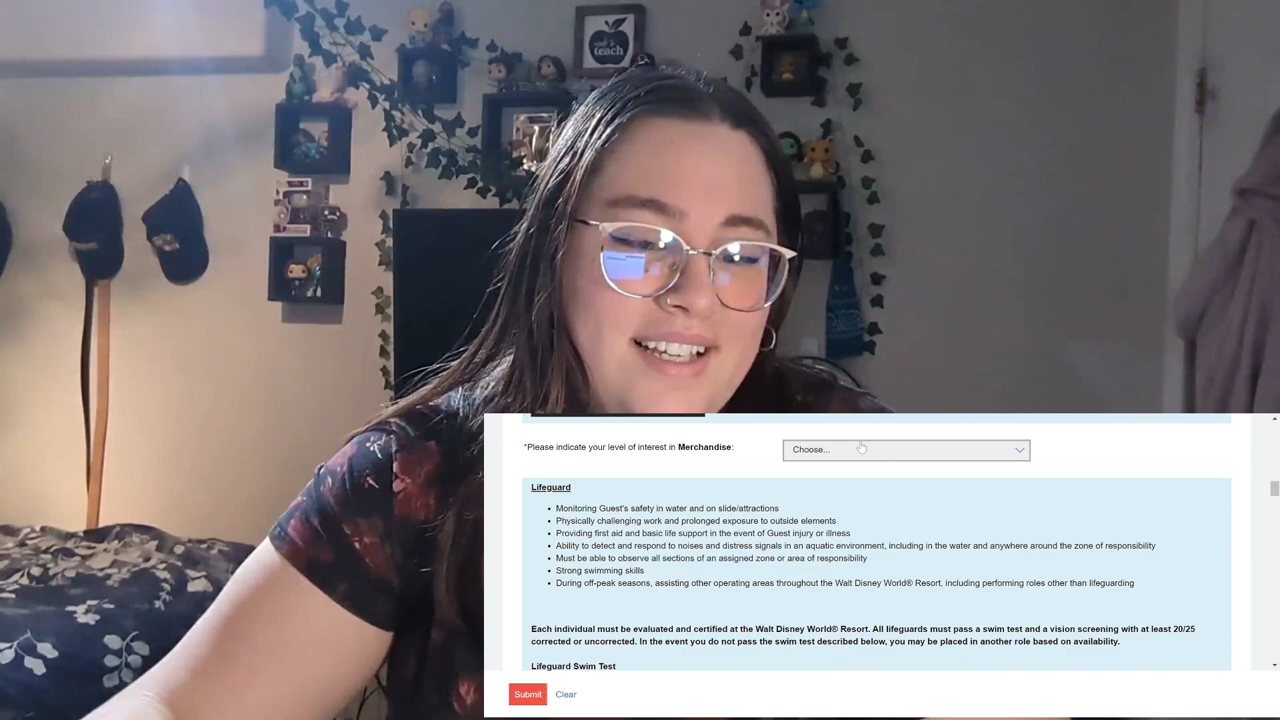 teach
*Please indicate your level of interest in Merchandise:
Choose...
Lifeguard
• Monitoring Guest's safety in water and on slide/attractions
• Physically challenging work and prolonged exposure to outside elements
• Providing first aid and basic life support in the event of Guest injury or illness
• Ability to detect and respond to noises and distress signals in an aquatic environment, including in the water and anywhere around the zone of responsibility
• Must be able to observe all sections of an assigned zone or area of responsibility
• Strong swimming skills
• During off-peak seasons, assisting other operating areas throughout the Walt Disney World® Resort, including performing roles other than lifeguarding
Each individual must be evaluated and certified at the Walt Disney World® Resort. All lifeguards must pass a swim test and a vision screening with at least 20/25
corrected or uncorrected. In the event you do not pass the swim test described below, you may be placed in another role based on availability.
Lifeguard Swim Test
Submit
Clear